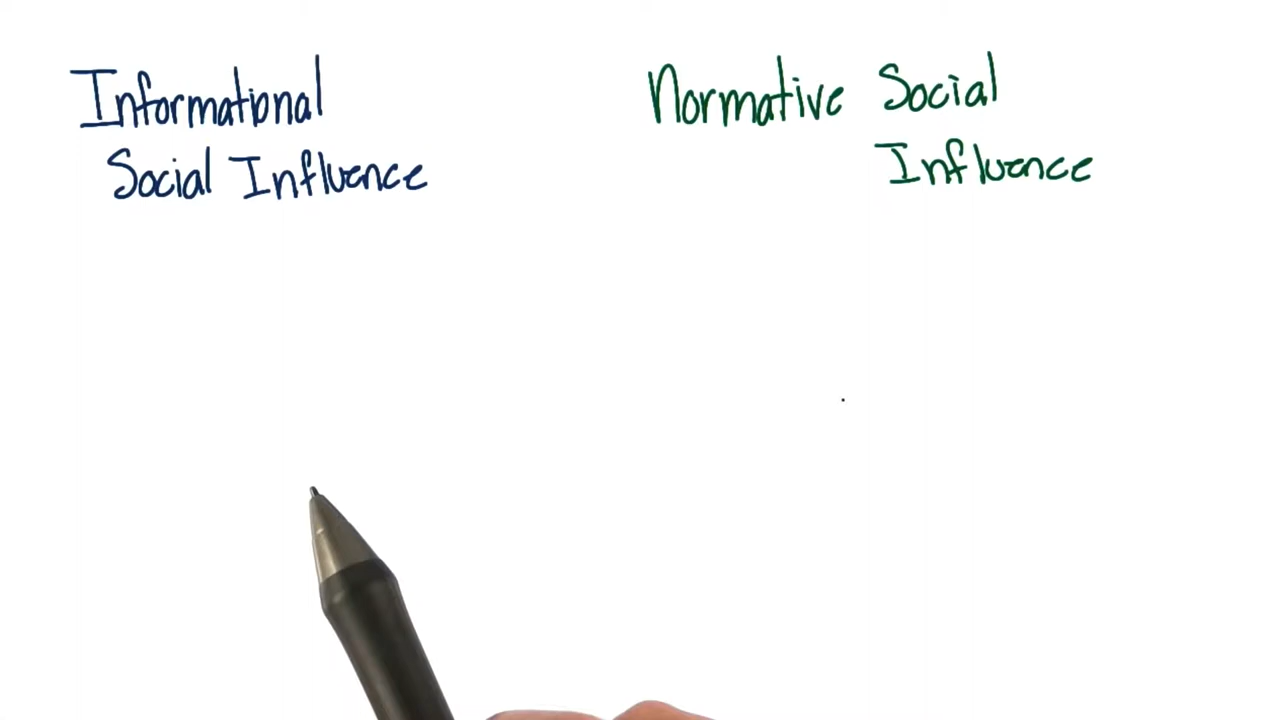 Informational
Social Influence
Normative Social
Influence